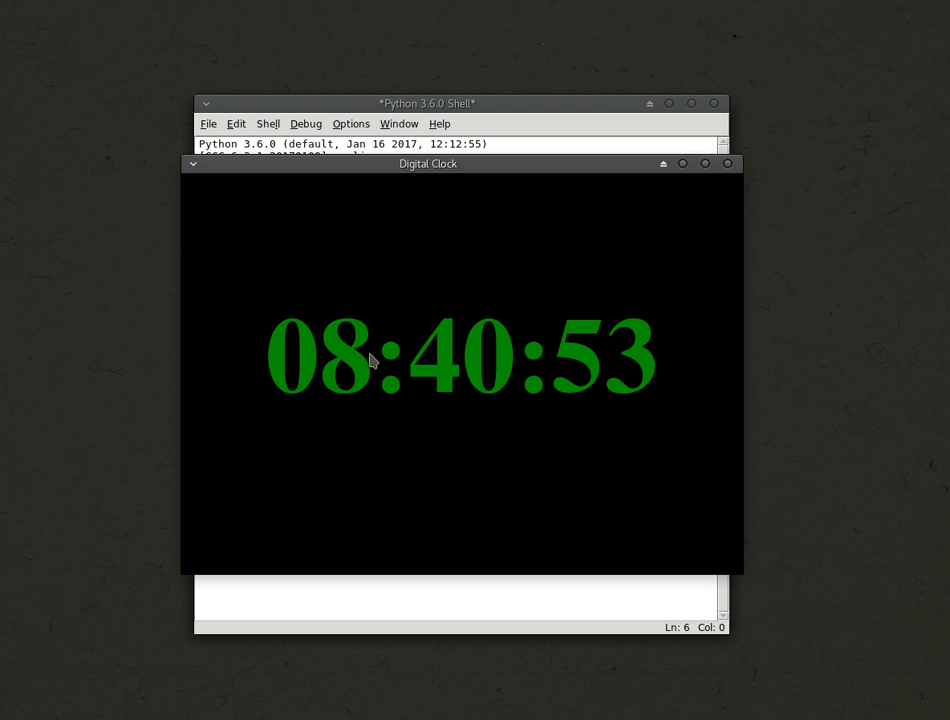 *Python 3.6.0 Shell*
File Edit Shell Debug Options Window Help
Python 3.6.0 (default, Jan 16 2017, 12:12:55)
Digital Clock
08:40:53
Ln: 6 Col: 0